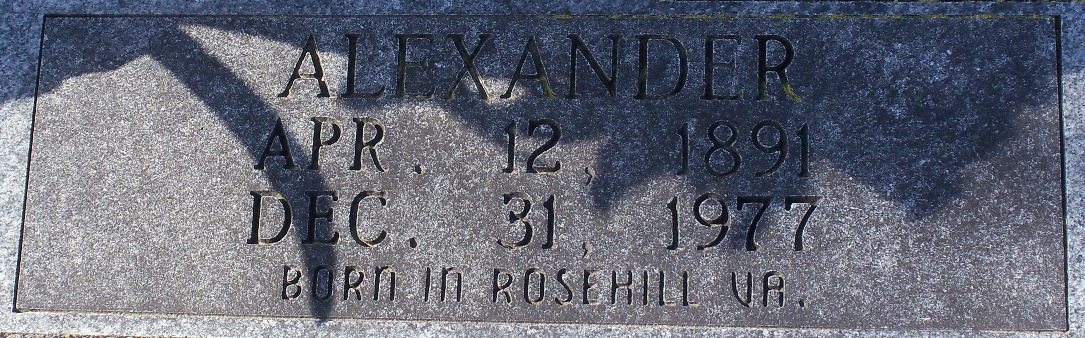 ALEXANDER
APR. 12, 1891
DEC. 31, 1977
BORN IN ROSEHILL VA.